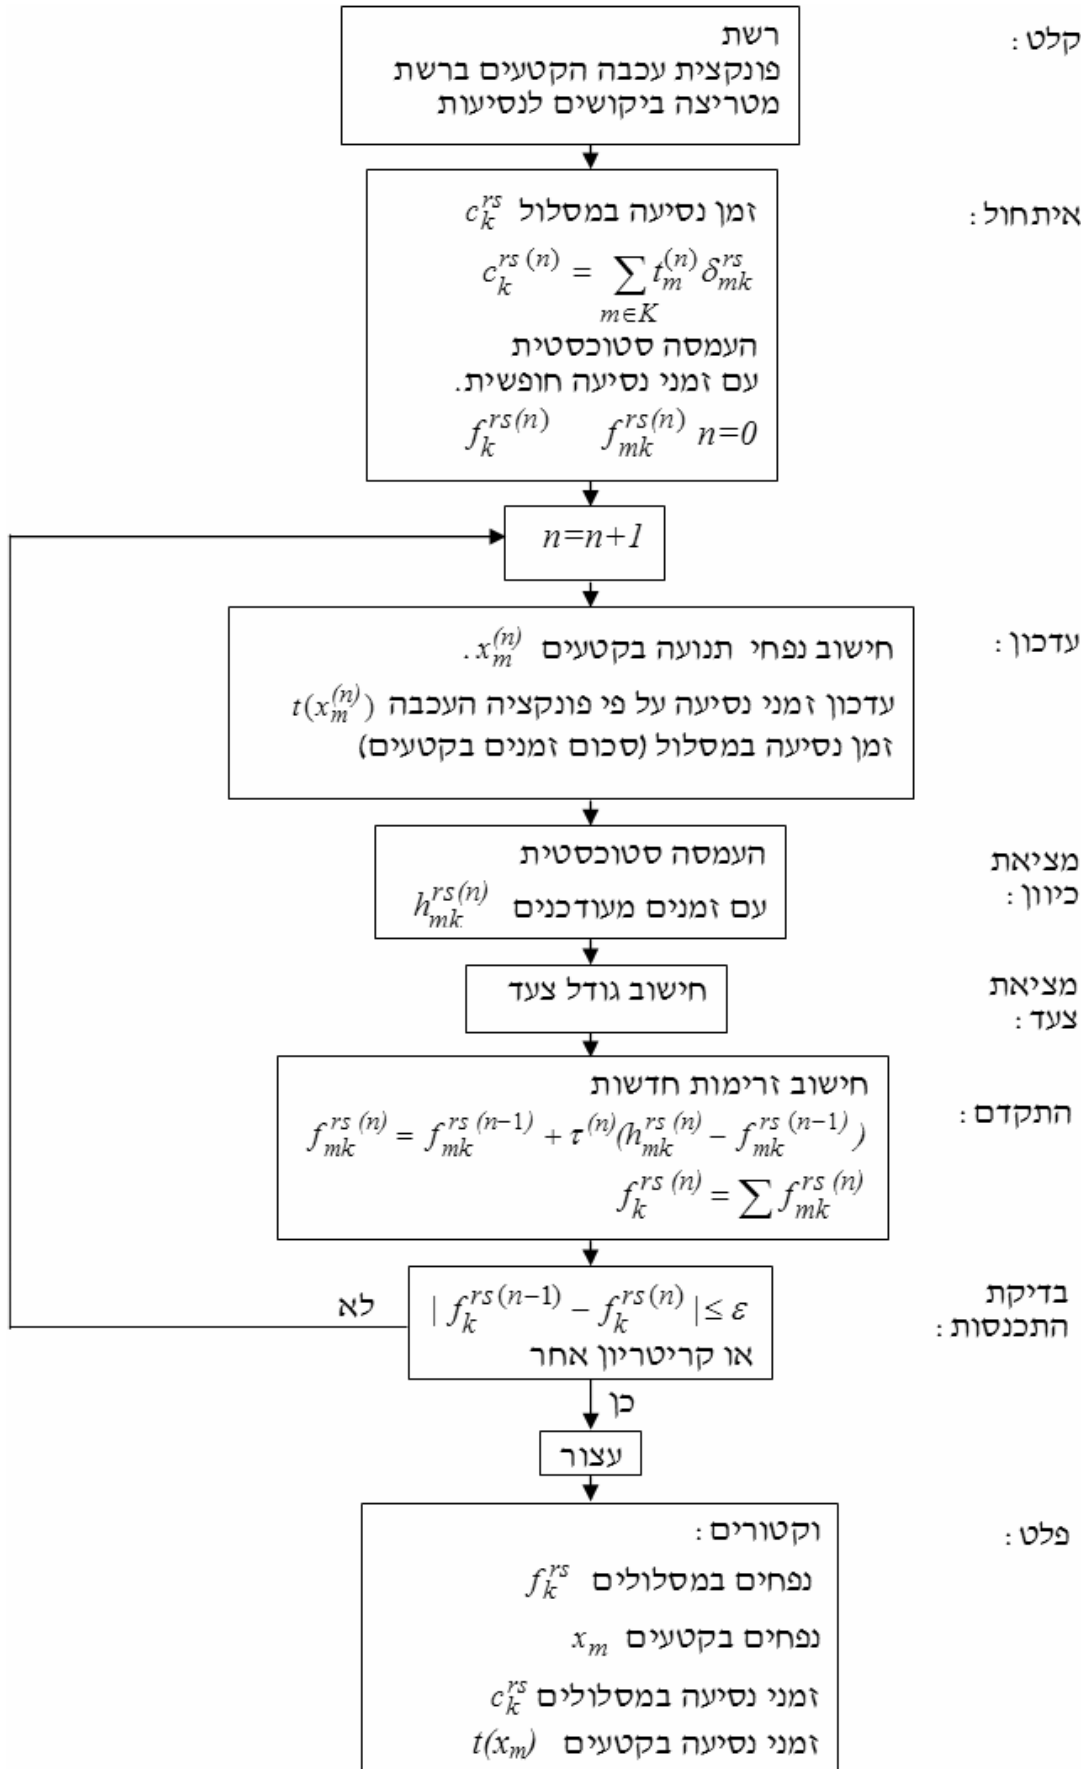 קלט:
רשת
פונקצית עכבה הקטעים ברשת
מטריצה ביקושים לנסיעות
איתחול:
זמן נסיעה במסלול $c_k^{rs}$
$c_k^{rs\,(n)} = \sum_{m \in K} t_m^{(n)} \delta_{mk}^{rs}$
העמסה סטוכסטית
עם זמני נסיעה חופשית.
$f_k^{rs(n)}$ $f_{mk}^{rs(n)}$ n=0
n=n+1
עדכון:
חישוב נפחי תנועה בקטעים $x_m^{(n)}$.
עדכון זמני נסיעה על פי פונקציה העכבה $t(x_m^{(n)})$
זמן נסיעה במסלול (סכום זמנים בקטעים)
מציאת
כיוון:
העמסה סטוכסטית
עם זמנים מעודכנים $h_{mk}^{rs(n)}$
מציאת
צעד:
חישוב גודל צעד
התקדם:
חישוב זרימות חדשות
$f_{mk}^{rs\,(n)} = f_{mk}^{rs\,(n-1)} + \tau^{(n)}(h_{mk}^{rs\,(n)} - f_{mk}^{rs\,(n-1)})$
$f_k^{rs\,(n)} = \sum f_{mk}^{rs\,(n)}$
בדיקת
התכנסות:
$| f_k^{rs(n-1)} - f_k^{rs(n)} | \leq \varepsilon$
או קריטריון אחר
לא
כן
עצור
פלט:
וקטורים:
נפחים במסלולים $f_k^{rs}$
נפחים בקטעים $x_m$
זמני נסיעה במסלולים $c_k^{rs}$
זמני נסיעה בקטעים $t(x_m)$